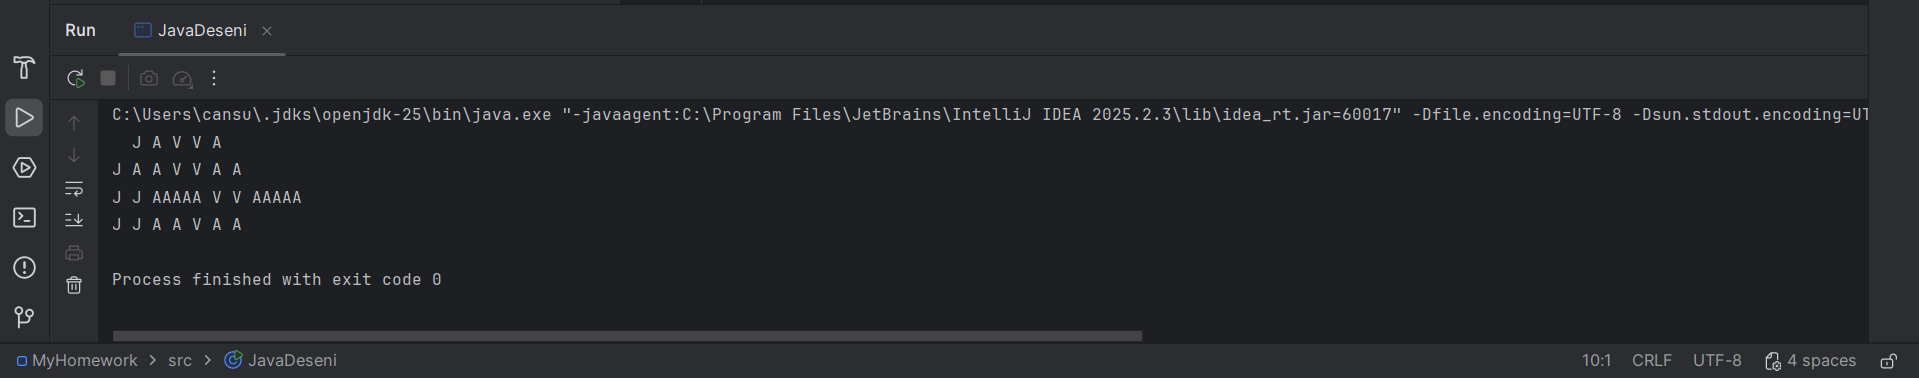 Run JavaDeseni
C:\Users\cansu\.jdks\openjdk-25\bin\java.exe "-javaagent:C:\Program Files\JetBrains\IntelliJ IDEA 2025.2.3\lib\idea_rt.jar=60017" -Dfile.encoding=UTF-8 -Dsun.stdout.encoding=UT
  J A V V A
J A A V V A A
J J AAAAA V V AAAAA
J J A A V A A
Process finished with exit code 0
MyHomework > src > JavaDeseni 10:1 CRLF UTF-8 4 spaces